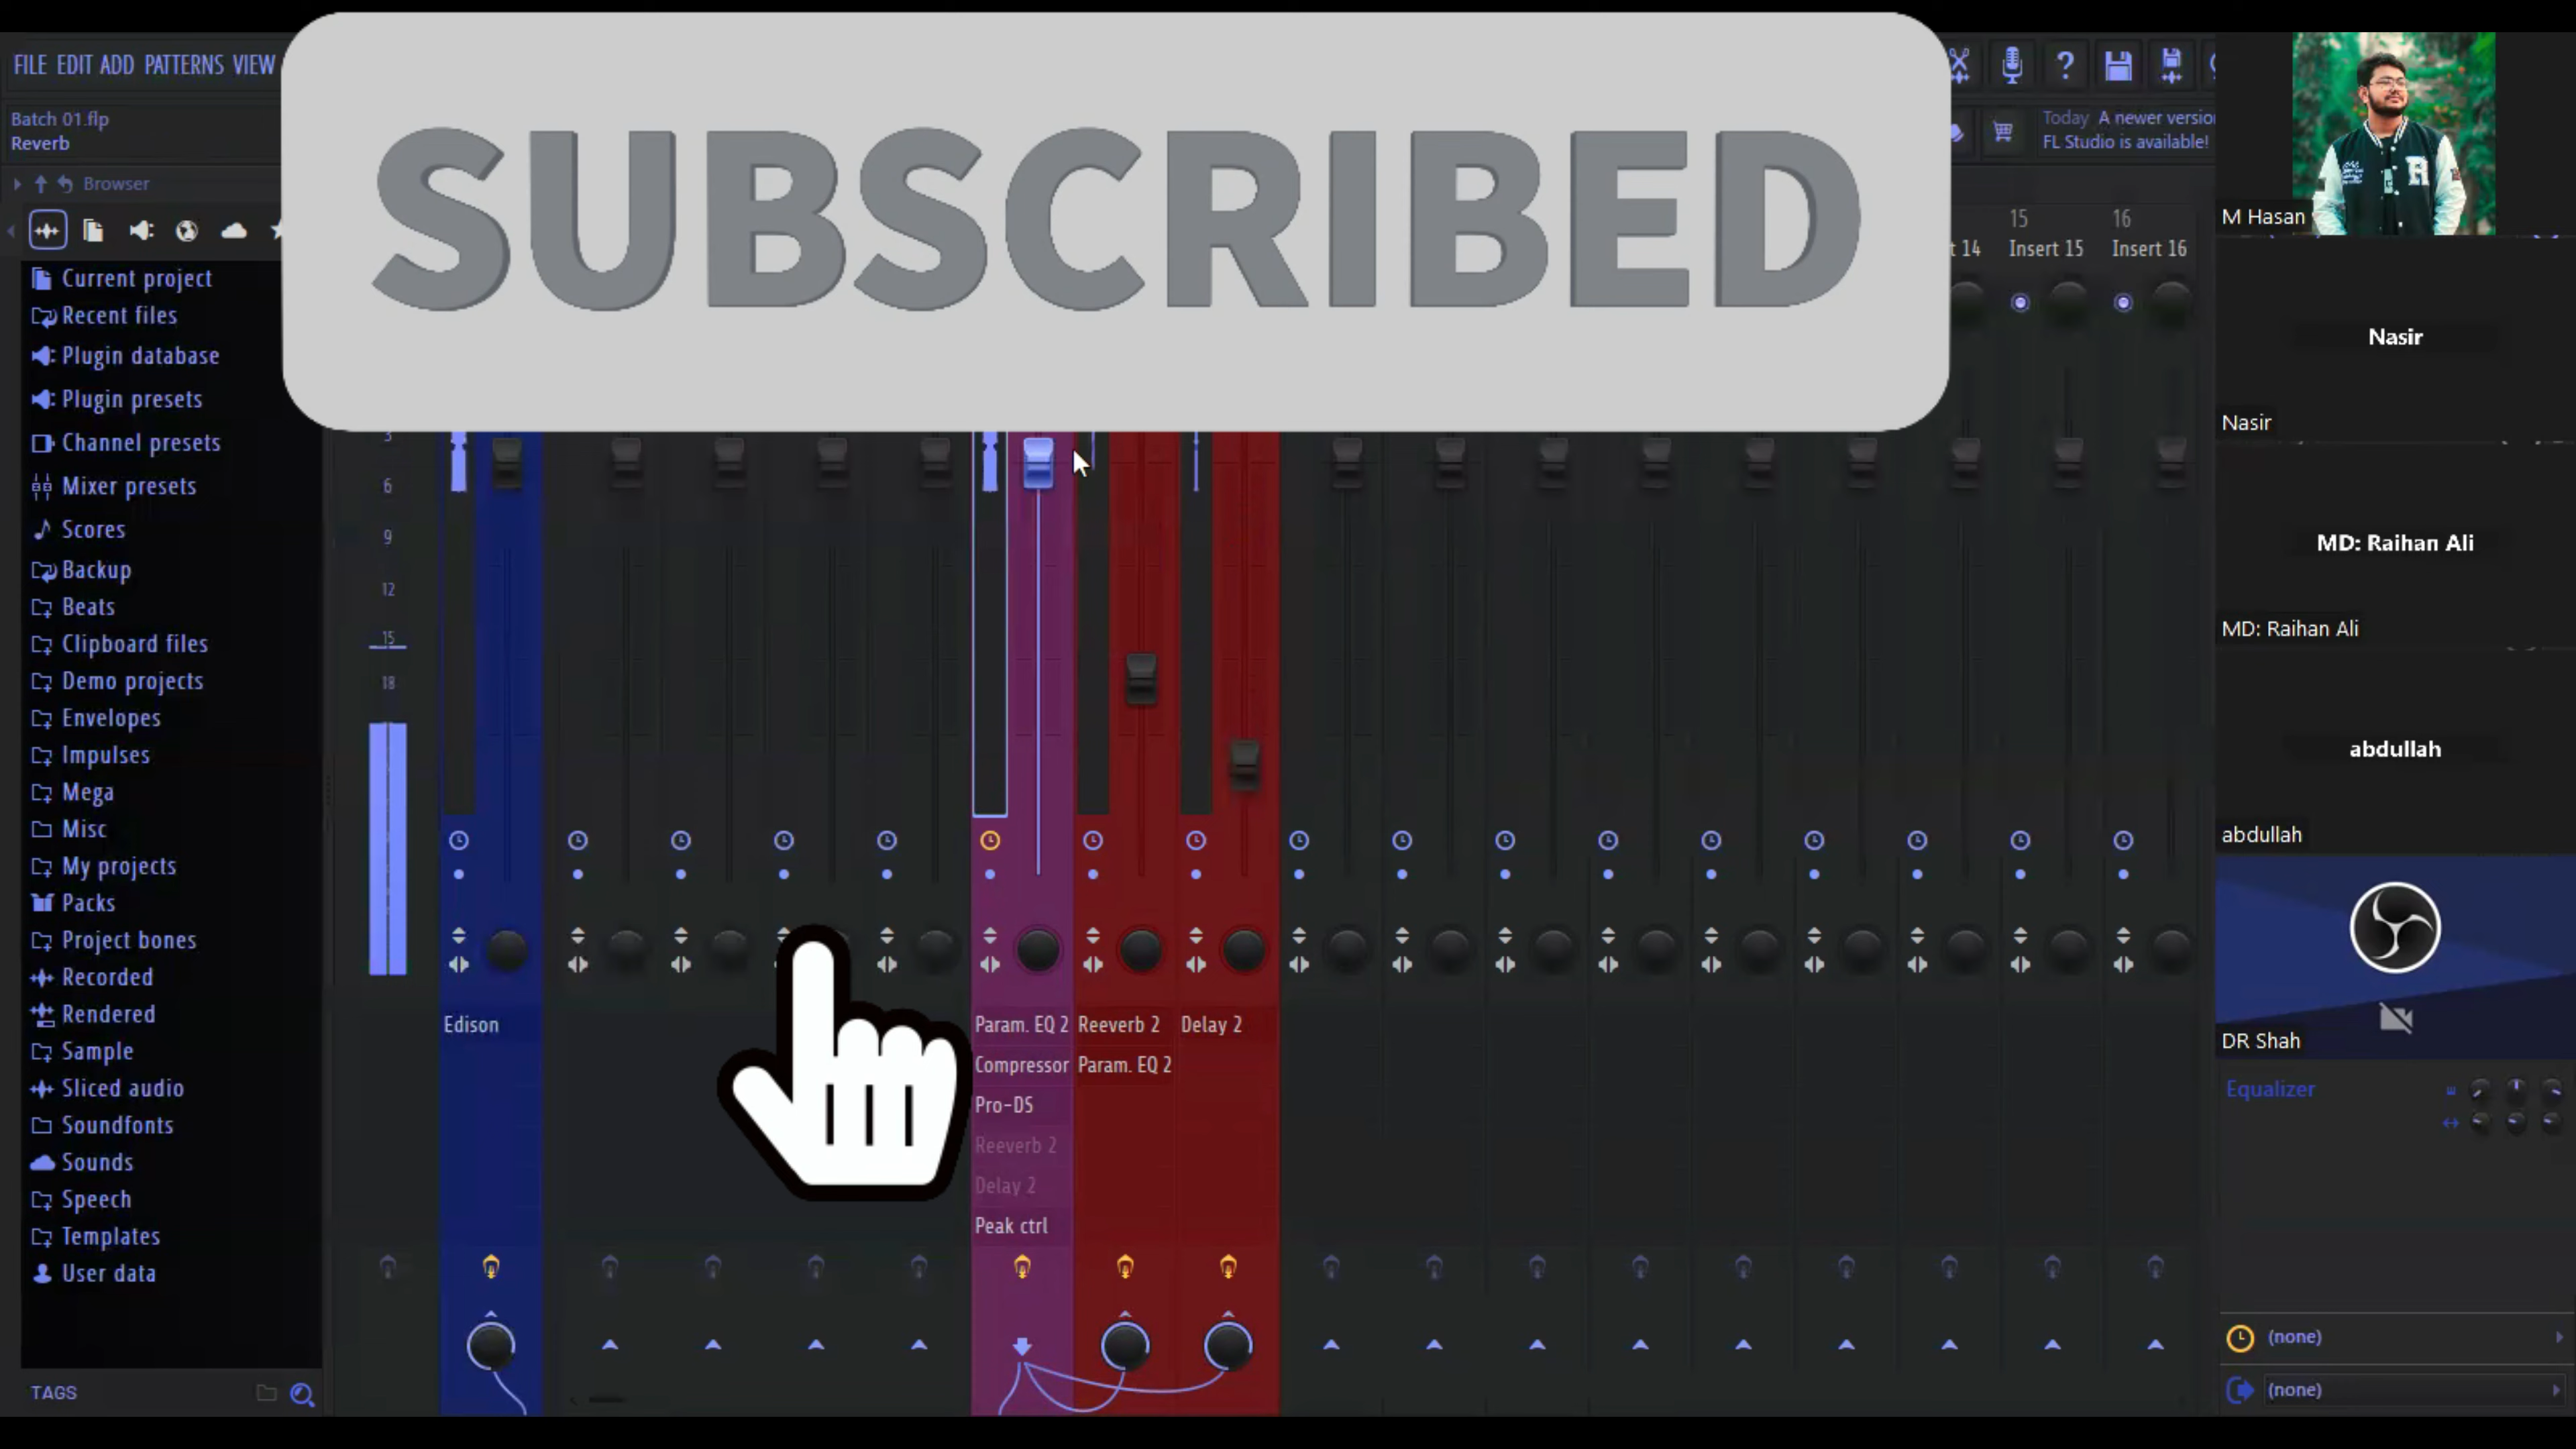 FILE EDIT ADD PATTERNS VIEW
Batch 01.flp
Reverb
Browser
SUBSCRIBED
Today A newer versio
FL Studio is available!
Current project
Recent files
Plugin database
Plugin presets
Channel presets
Mixer presets
Scores
Backup
Beats
Clipboard files
Demo projects
Envelopes
Impulses
Mega
Misc
My projects
Packs
Project bones
Recorded
Rendered
Sample
Sliced audio
Soundfonts
Sounds
Speech
Templates
User data
TAGS
3
6
9
12
15
18
15 16
t 14 Insert 15 Insert 16
Edison
Param. EQ 2 Reeverb 2 Delay 2
Compressor Param. EQ 2
Pro-DS
Reeverb 2
Delay 2
Peak ctrl
M Hasan
R
Nasir
Nasir
MD: Raihan Ali
MD: Raihan Ali
abdullah
abdullah
DR Shah
Equalizer
(none)
(none)